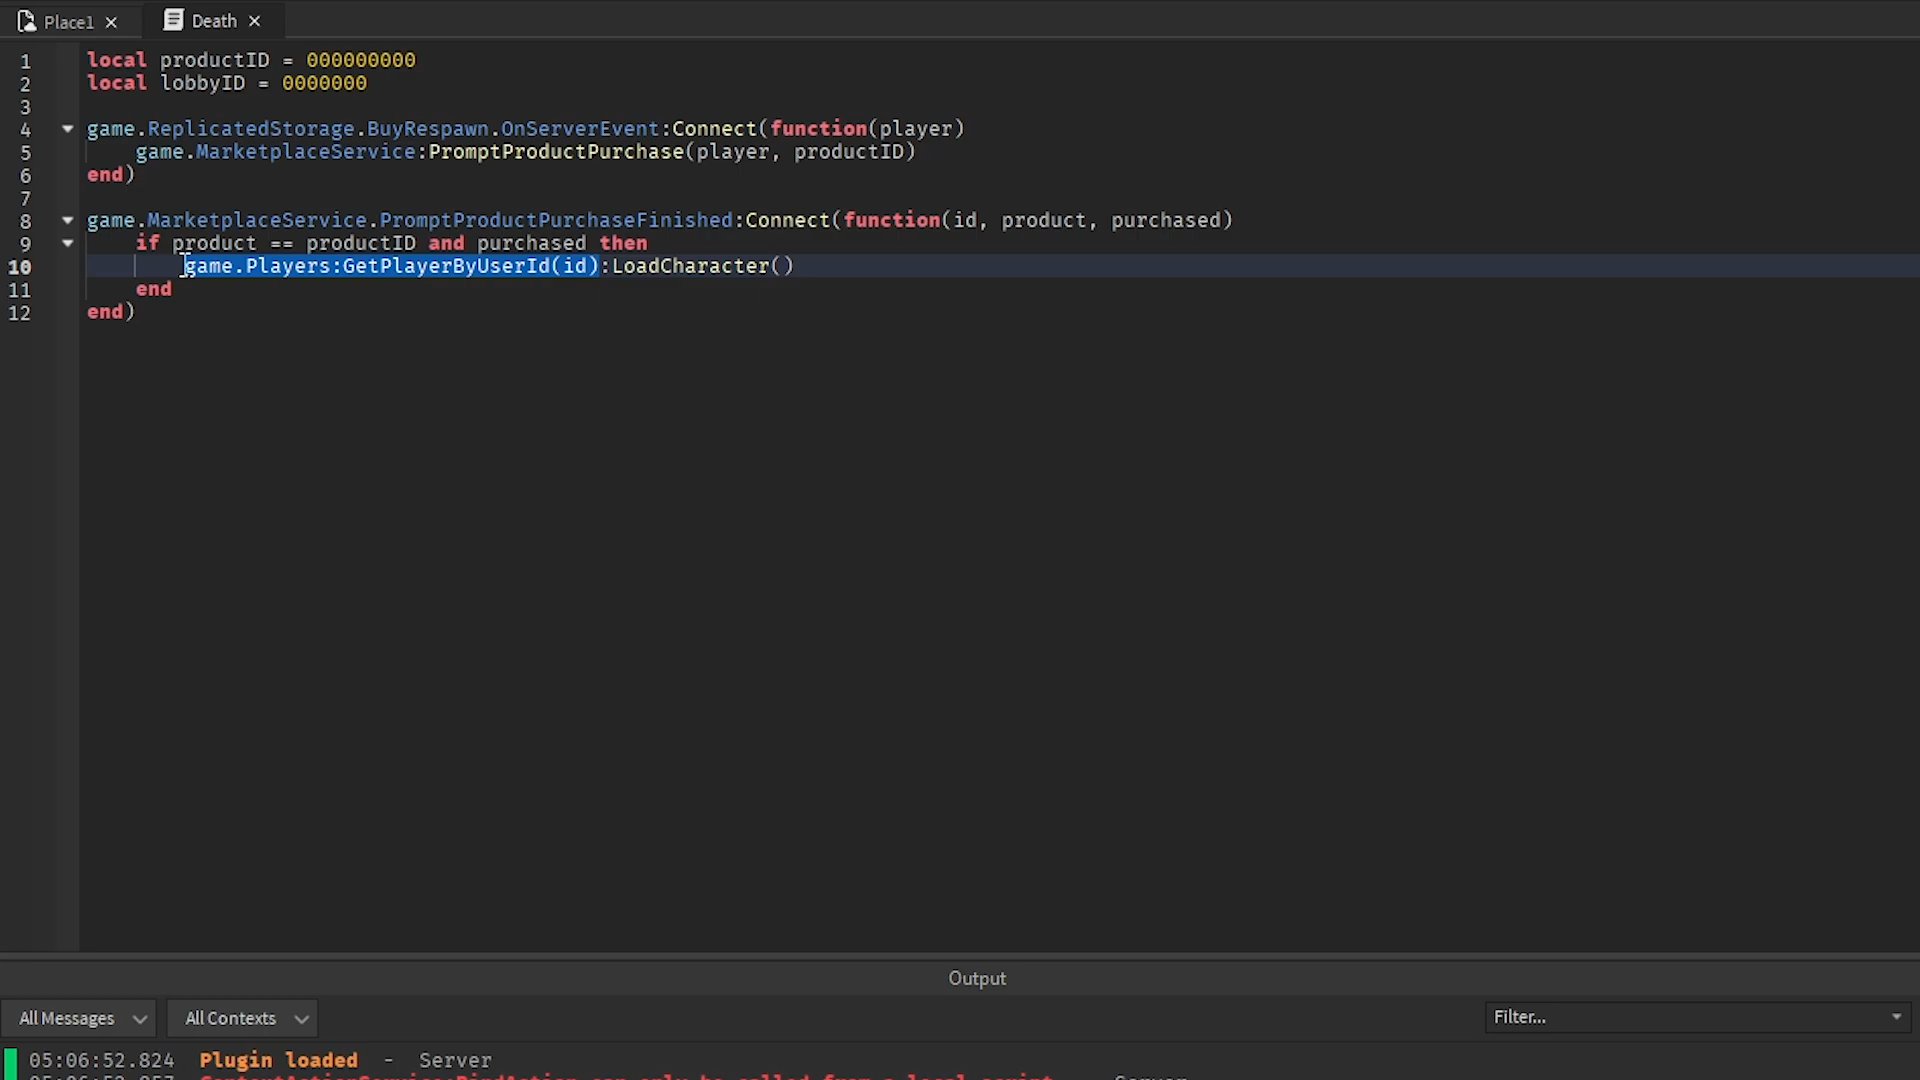 Place1
Death
1 local productID = 000000000
2 local lobbyID = 0000000
3
4 game.ReplicatedStorage.BuyRespawn.OnServerEvent:Connect(function(player)
5 game.MarketplaceService:PromptProductPurchase(player, productID)
6 end)
7
8 game.MarketplaceService.PromptProductPurchaseFinished:Connect(function(id, product, purchased)
9 if product == productID and purchased then
10 game.Players:GetPlayerByUserId(id):LoadCharacter()
11 end
12 end)
Output
All Messages
All Contexts
Filter...
05:06:52.824 Plugin loaded - Server